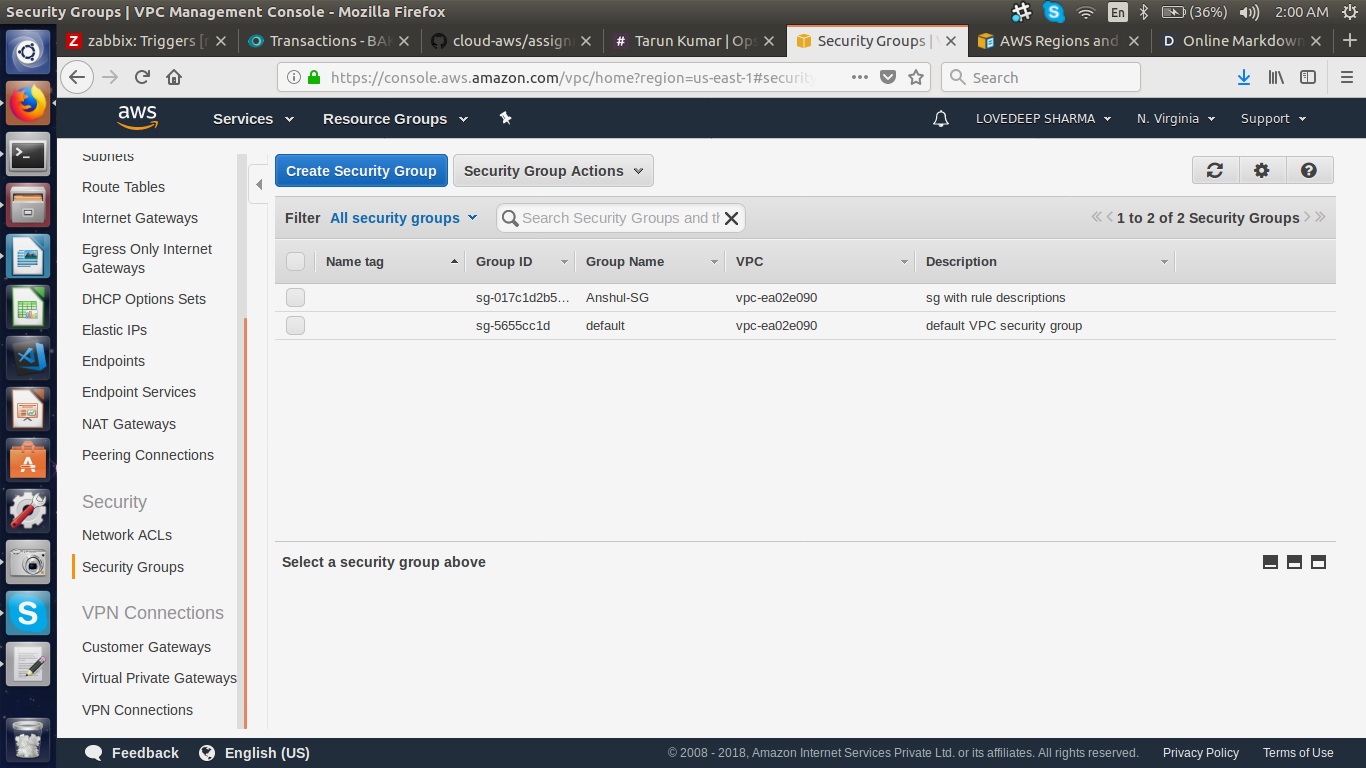 Security Groups | VPC Management Console - Mozilla Firefox
En (36%) 2:00 AM
zabbix: Triggers [
Transactions - BA
cloud-aws/assign
Tarun Kumar | Ops
Security Groups |
AWS Regions and
Online Markdown
https://console.aws.amazon.com/vpc/home?region=us-east-1#securit
Search
aws
Services
Resource Groups
LOVEDEEP SHARMA
N. Virginia
Support
Subnets
Route Tables
Internet Gateways
Egress Only Internet
Gateways
DHCP Options Sets
Elastic IPs
Endpoints
Endpoint Services
NAT Gateways
Peering Connections
Security
Network ACLs
Security Groups
VPN Connections
Customer Gateways
Virtual Private Gateways
VPN Connections
Create Security Group
Security Group Actions
Filter All security groups
Search Security Groups and th
1 to 2 of 2 Security Groups
Name tag Group ID Group Name VPC Description
sg-017c1d2b5… Anshul-SG vpc-ea02e090 sg with rule descriptions
sg-5655cc1d default vpc-ea02e090 default VPC security group
Select a security group above
Feedback
English (US)
© 2008 - 2018, Amazon Internet Services Private Ltd. or its affiliates. All rights reserved.
Privacy Policy
Terms of Use